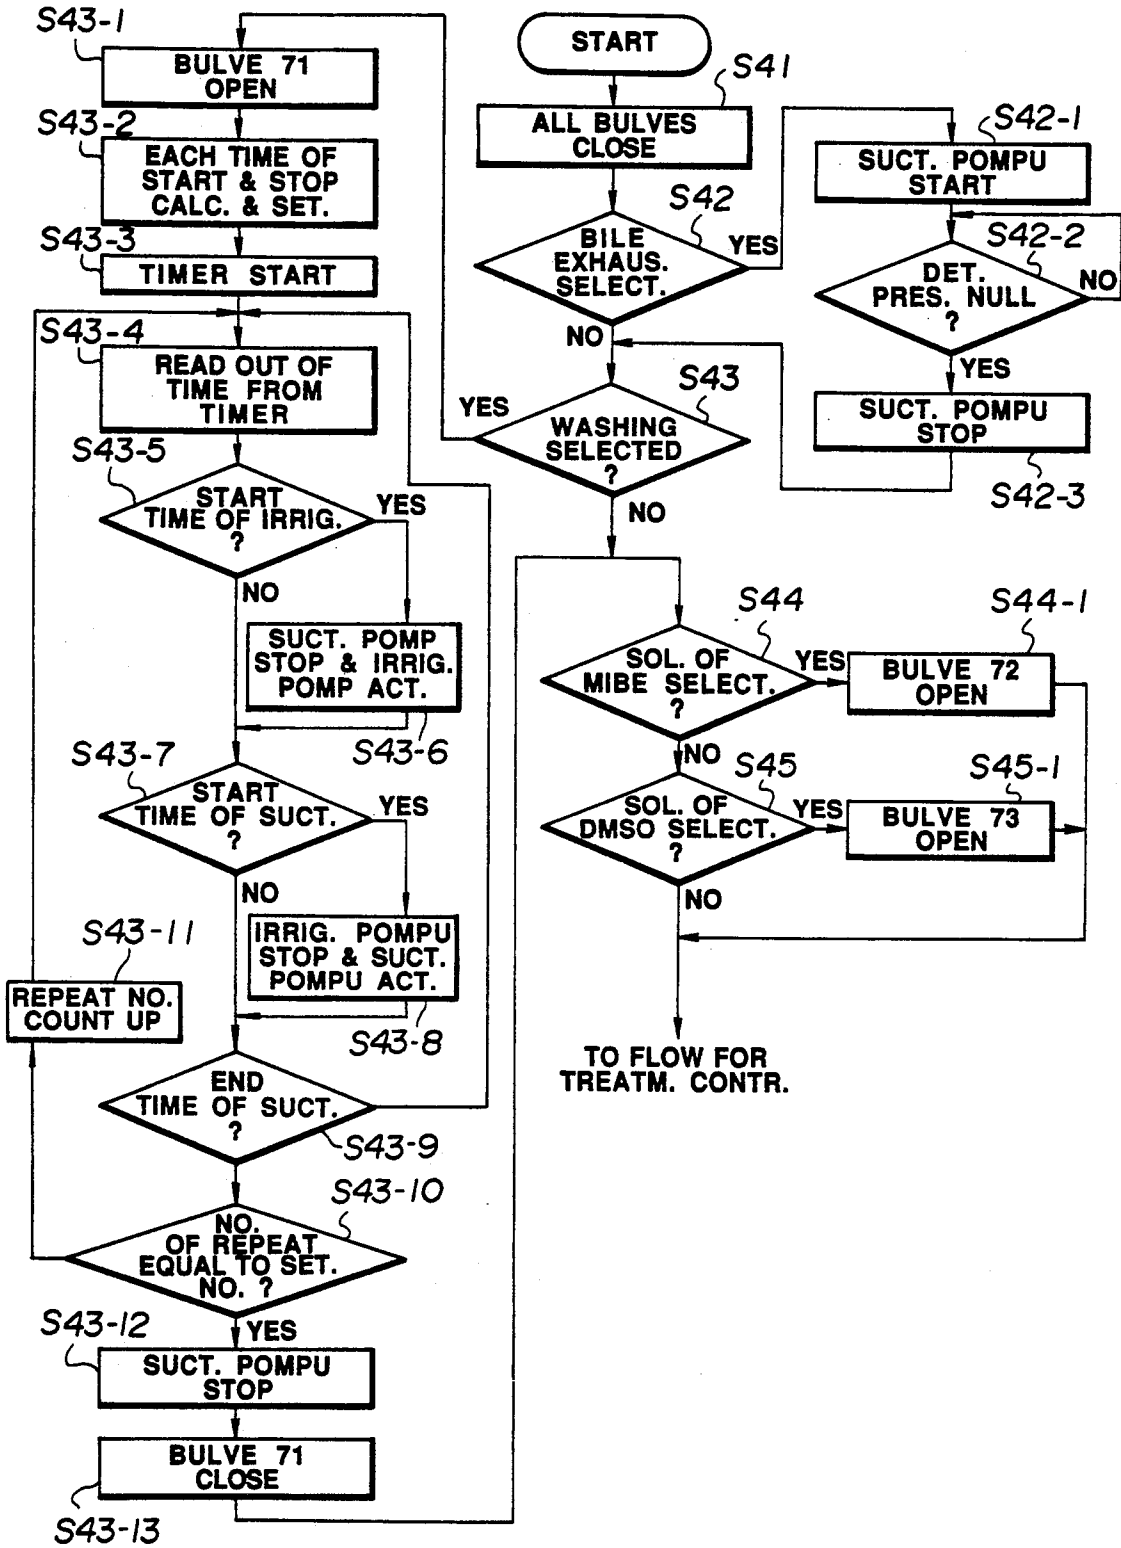 S43-1
BULVE 71
OPEN
S43-2
EACH TIME OF
START & STOP
CALC. & SET.
S43-3
TIMER START
S43-4
READ OUT OF
TIME FROM
TIMER
S43-5
START
TIME OF IRRIG.
?
YES
NO
SUCT. POMP
STOP & IRRIG.
POMP ACT.
S43-6
S43-7
START
TIME OF SUCT.
?
YES
NO
IRRIG. POMPU
STOP & SUCT.
POMPU ACT.
S43-8
S43-11
REPEAT NO.
COUNT UP
END
TIME OF SUCT.
?
S43-9
S43-10
NO.
OF REPEAT
EQUAL TO SET.
NO. ?
YES
S43-12
SUCT. POMPU
STOP
BULVE 71
CLOSE
S43-13
START
S41
ALL BULVES
CLOSE
S42
BILE
EXHAUS.
SELECT.
YES
NO
S42-1
SUCT. POMPU
START
S42-2
DET.
PRES. NULL
?
NO
YES
SUCT. POMPU
STOP
S42-3
S43
WASHING
SELECTED
?
YES
NO
S44
SOL. OF
MIBE SELECT.
?
YES
NO
S44-1
BULVE 72
OPEN
S45
SOL. OF
DMSO SELECT.
?
YES
NO
S45-1
BULVE 73
OPEN
TO FLOW FOR
TREATM. CONTR.